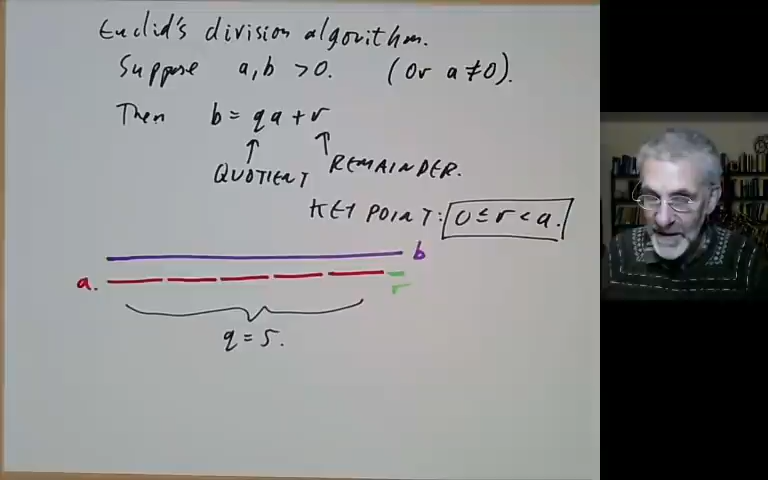 Euclid's division algorithm.
Suppose a, b > 0. (Or a ≠ 0).
Then b = qa + r
↑ ↑
QUOTIENT REMAINDER.
KEY POINT: 0 ≤ r < a.
b
a.
r
q = 5.